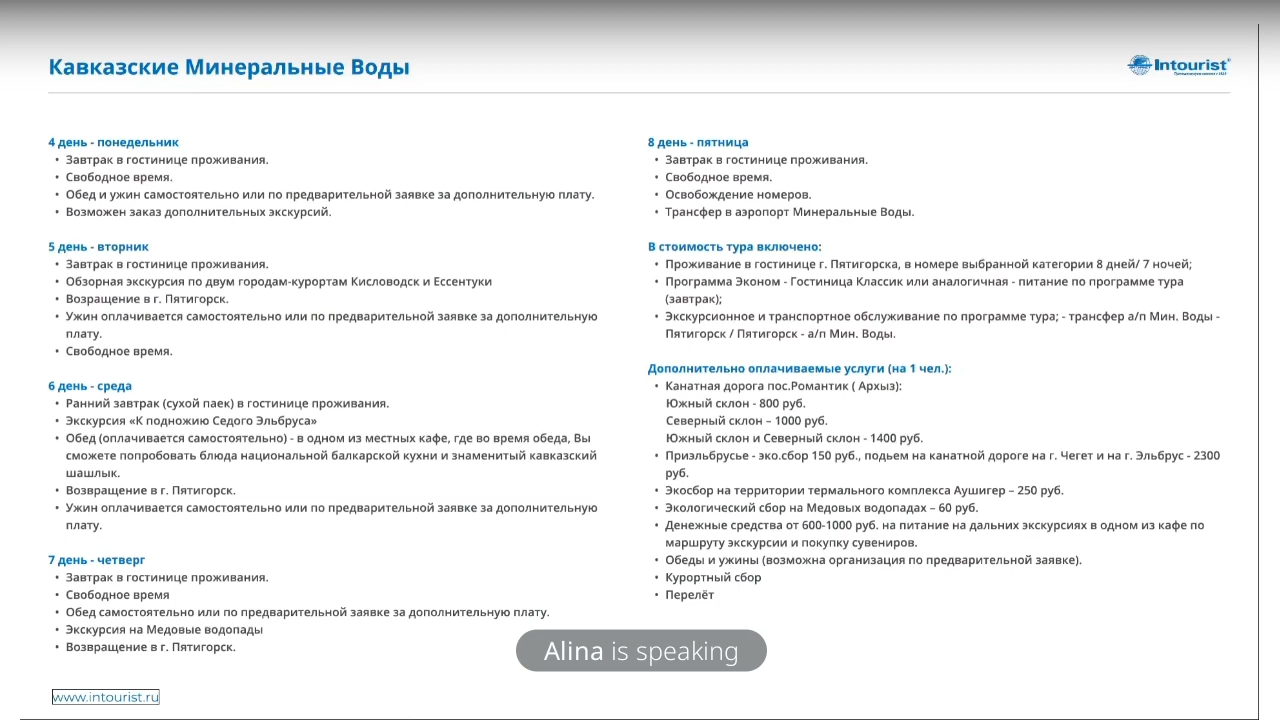 Кавказские Минеральные Воды
Intourist
4 день - понедельник
• Завтрак в гостинице проживания.
• Свободное время.
• Обед и ужин самостоятельно или по предварительной заявке за дополнительную плату.
• Возможен заказ дополнительных экскурсий.
5 день - вторник
• Завтрак в гостинице проживания.
• Обзорная экскурсия по двум городам-курортам Кисловодск и Ессентуки
• Возращение в г. Пятигорск.
• Ужин оплачивается самостоятельно или по предварительной заявке за дополнительную
плату.
• Свободное время.
6 день - среда
• Ранний завтрак (сухой паек) в гостинице проживания.
• Экскурсия «К подножию Седого Эльбруса»
• Обед (оплачивается самостоятельно) - в одном из местных кафе, где во время обеда, Вы
сможете попробовать блюда национальной балкарской кухни и знаменитый кавказский
шашлык.
• Возвращение в г. Пятигорск.
• Ужин оплачивается самостоятельно или по предварительной заявке за дополнительную
плату.
7 день - четверг
• Завтрак в гостинице проживания.
• Свободное время
• Обед самостоятельно или по предварительной заявке за дополнительную плату.
• Экскурсия на Медовые водопады
• Возвращение в г. Пятигорск.
8 день - пятница
• Завтрак в гостинице проживания.
• Свободное время.
• Освобождение номеров.
• Трансфер в аэропорт Минеральные Воды.
В стоимость тура включено:
• Проживание в гостинице г. Пятигорска, в номере выбранной категории 8 дней/ 7 ночей;
• Программа Эконом - Гостиница Классик или аналогичная - питание по программе тура
(завтрак);
• Экскурсионное и транспортное обслуживание по программе тура; - трансфер а/п Мин. Воды -
Пятигорск / Пятигорск - а/п Мин. Воды.
Дополнительно оплачиваемые услуги (на 1 чел.):
• Канатная дорога пос.Романтик ( Архыз):
Южный склон - 800 руб.
Северный склон – 1000 руб.
Южный склон и Северный склон - 1400 руб.
• Приэльбрусье - эко.сбор 150 руб., подьем на канатной дороге на г. Чегет и на г. Эльбрус - 2300
руб.
• Экосбор на территории термального комплекса Аушигер – 250 руб.
• Экологический сбор на Медовых водопадах – 60 руб.
• Денежные средства от 600-1000 руб. на питание на дальних экскурсиях в одном из кафе по
маршруту экскурсии и покупку сувениров.
• Обеды и ужины (возможна организация по предварительной заявке).
• Курортный сбор
• Перелёт
Alina is speaking
www.intourist.ru